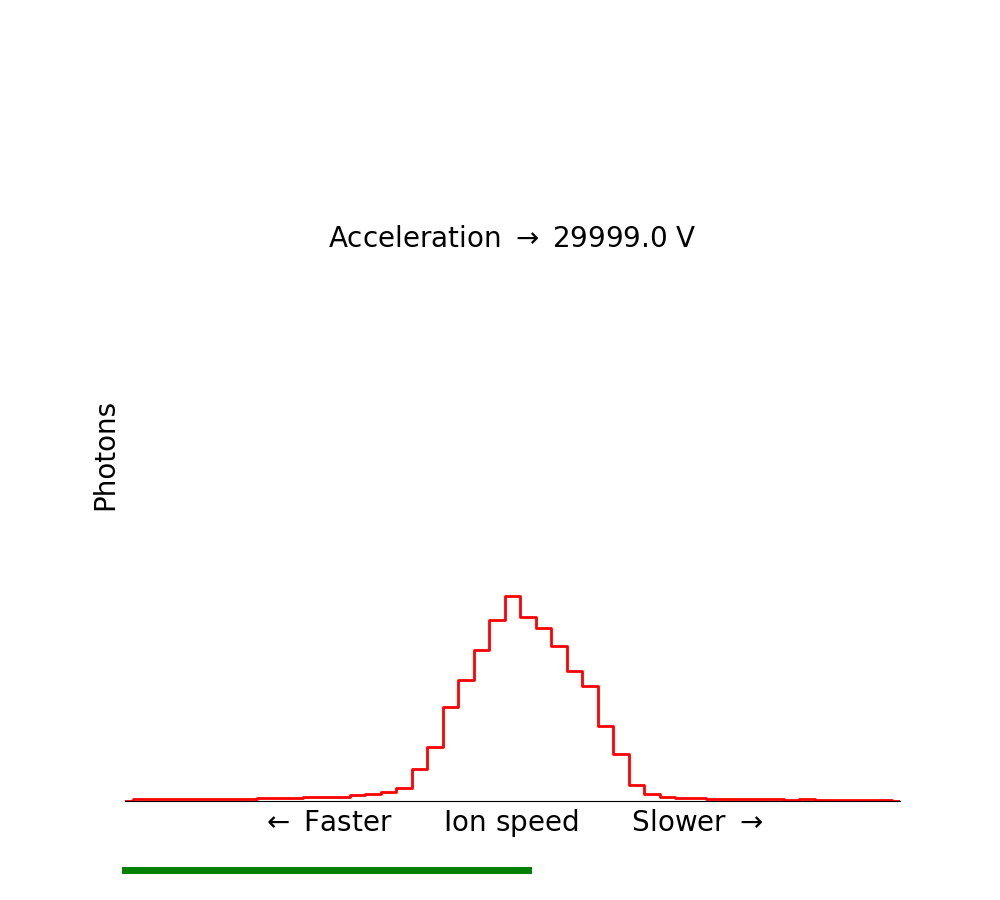 Acceleration → 29999.0 V
Photons
← Faster Ion speed Slower →